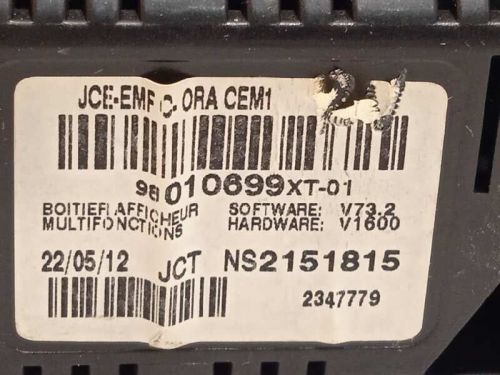 JCE-EMF C ORA CEM1
96 010699XT-01
BOITIER AFFICHEUR SOFTWARE: V73.2
MULTIFONCTIONS HARDWARE: V1600
22/05/12 JCT NS2151815
2347779